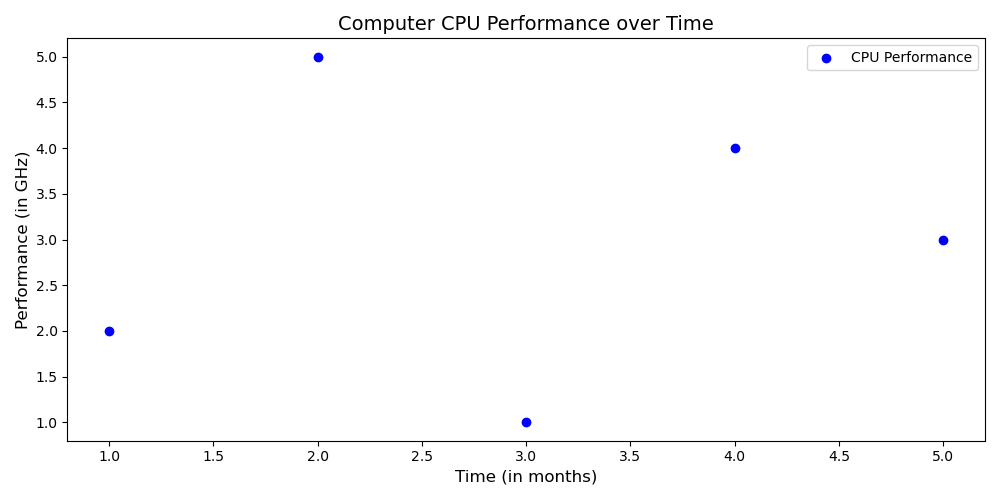 Computer CPU Performance over Time
CPU Performance
Performance (in GHz)
5.0
4.5
4.0
3.5
3.0
2.5
2.0
1.5
1.0
1.0 1.5 2.0 2.5 3.0 3.5 4.0 4.5 5.0
Time (in months)